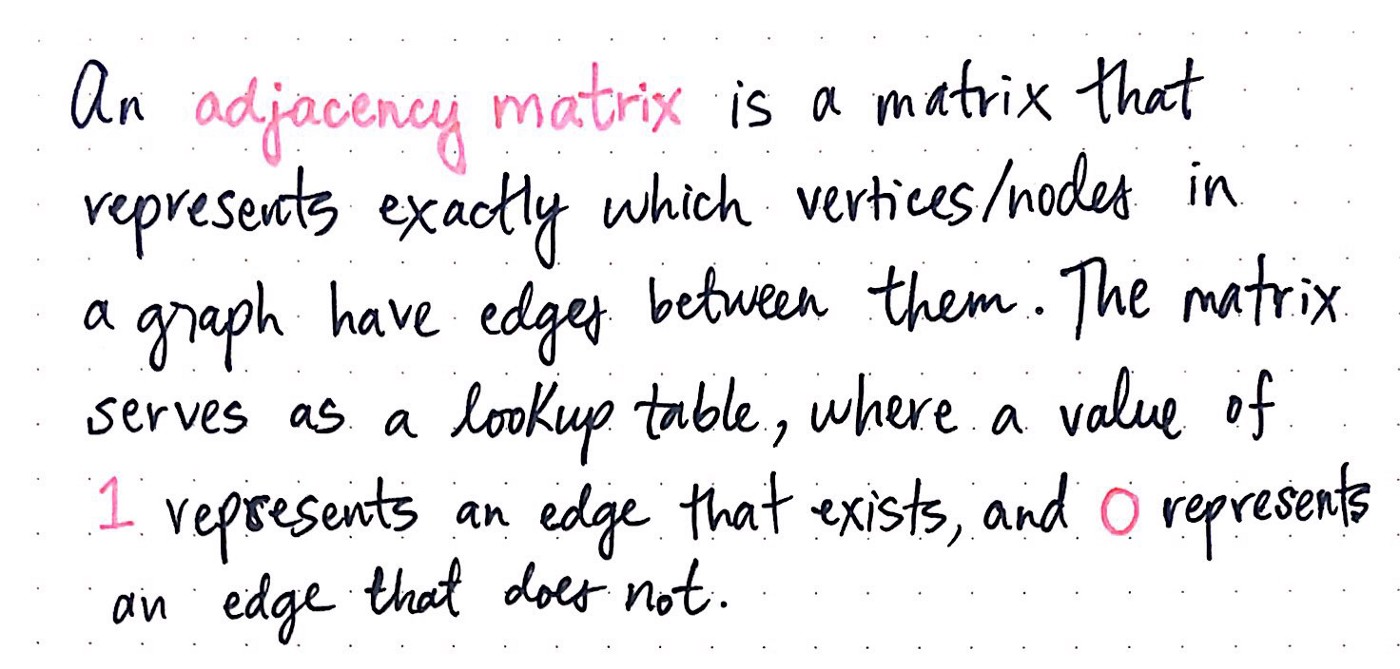 An adjacency matrix is a matrix that
represents exactly which vertices/nodes in
a graph have edges between them. The matrix
serves as a lookup table, where a value of
1 represents an edge that exists, and 0 represents
an edge that does not.